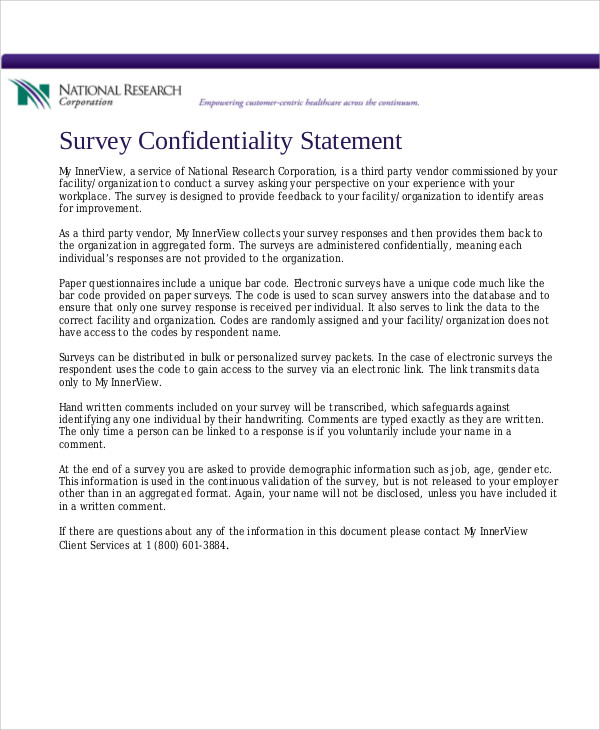 NATIONAL RESEARCH
Corporation
Empowering customer-centric healthcare across the continuum.
Survey Confidentiality Statement
My InnerView, a service of National Research Corporation, is a third party vendor commissioned by your
facility/organization to conduct a survey asking your perspective on your experience with your
workplace. The survey is designed to provide feedback to your facility/organization to identify areas
for improvement.
As a third party vendor, My InnerView collects your survey responses and then provides them back to
the organization in aggregated form. The surveys are administered confidentially, meaning each
individual's responses are not provided to the organization.
Paper questionnaires include a unique bar code. Electronic surveys have a unique code much like the
bar code provided on paper surveys. The code is used to scan survey answers into the database and to
ensure that only one survey response is received per individual. It also serves to link the data to the
correct facility and organization. Codes are randomly assigned and your facility/organization does not
have access to the codes by respondent name.
Surveys can be distributed in bulk or personalized survey packets. In the case of electronic surveys the
respondent uses the code to gain access to the survey via an electronic link. The link transmits data
only to My InnerView.
Hand written comments included on your survey will be transcribed, which safeguards against
identifying any one individual by their handwriting. Comments are typed exactly as they are written.
The only time a person can be linked to a response is if you voluntarily include your name in a
comment.
At the end of a survey you are asked to provide demographic information such as job, age, gender etc.
This information is used in the continuous validation of the survey, but is not released to your employer
other than in an aggregated format. Again, your name will not be disclosed, unless you have included it
in a written comment.
If there are questions about any of the information in this document please contact My InnerView
Client Services at 1 (800) 601-3884.